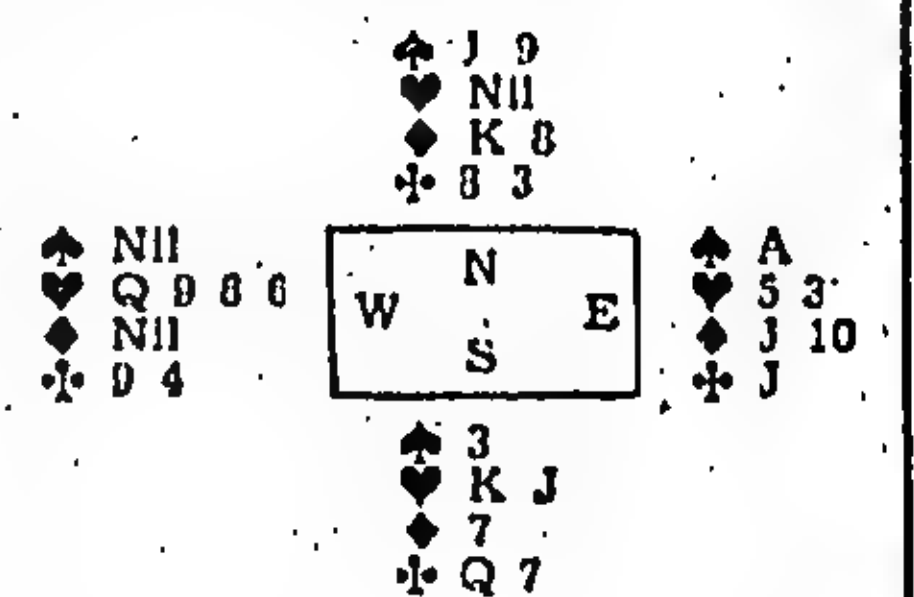 ♠ J 9
♥ Nil
♦ K 8
♣ 8 3
♠ Nil
♥ Q 9 8 6
♦ Nil
♣ 9 4
N
W E
S
♠ A
♥ 5 3
♦ J 10
♣ J
♠ 3
♥ K J
♦ 7
♣ Q 7